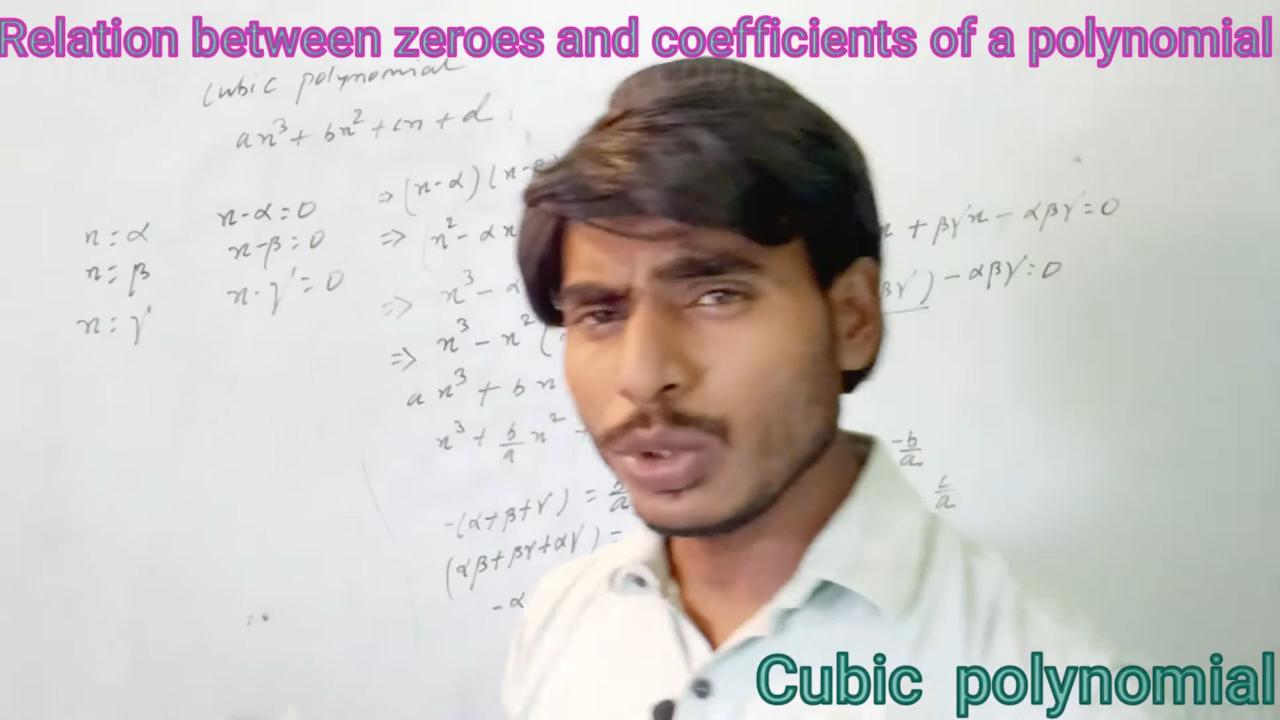 Relation between zeroes and coefficients of a polynomial
Cubic polynomial
ax³ + bx² + cx + d
x = α x - α = 0 ⇒ (x - α) (x -
x = β x - β = 0 ⇒ (x² - αx x + βγx - αβγ = 0
x = γ x - γ = 0 ⇒ x³ - α βγ) - αβγ = 0
⇒ x³ - x² (
ax³ + bx
x³ + b/a x² + -b/a
-(α+β+γ) = b/a c/a
(αβ+βγ+αγ) =
-α
Cubic polynomial